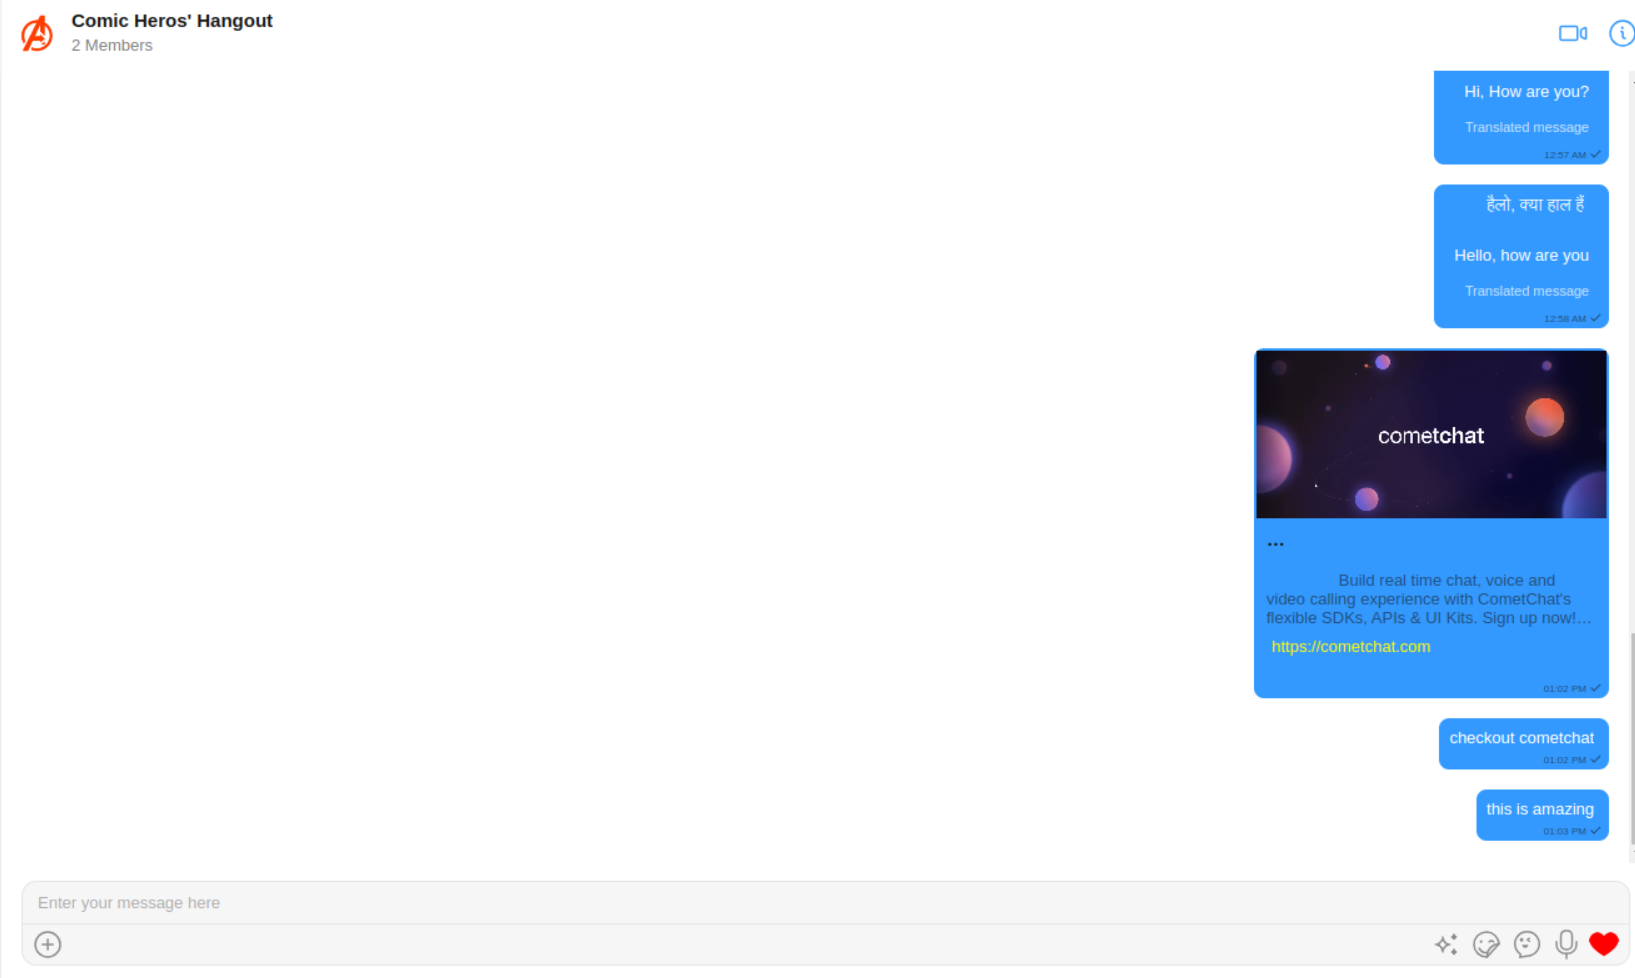 Comic Heros' Hangout
2 Members
Hi, How are you?
Translated message
12:57 AM
हैलो, क्या हाल हैं
Hello, how are you
Translated message
12:58 AM
cometchat
...
Build real time chat, voice and
video calling experience with CometChat's
flexible SDKs, APIs & UI Kits. Sign up now!...
https://cometchat.com
01:02 PM
checkout cometchat
01:02 PM
this is amazing
01:03 PM
Enter your message here